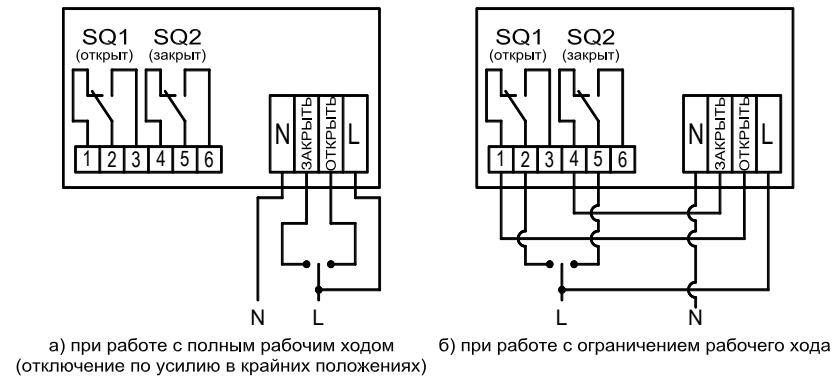 SQ1 SQ2
(открыт) (закрыт)
N ЗАКРЫТЬ ОТКРЫТЬ L
1 2 3 4 5 6
N L
а) при работе с полным рабочим ходом
(отключение по усилию в крайних положениях)
SQ1 SQ2
(открыт) (закрыт)
N ЗАКРЫТЬ ОТКРЫТЬ L
1 2 3 4 5 6
L N
б) при работе с ограничением рабочего хода